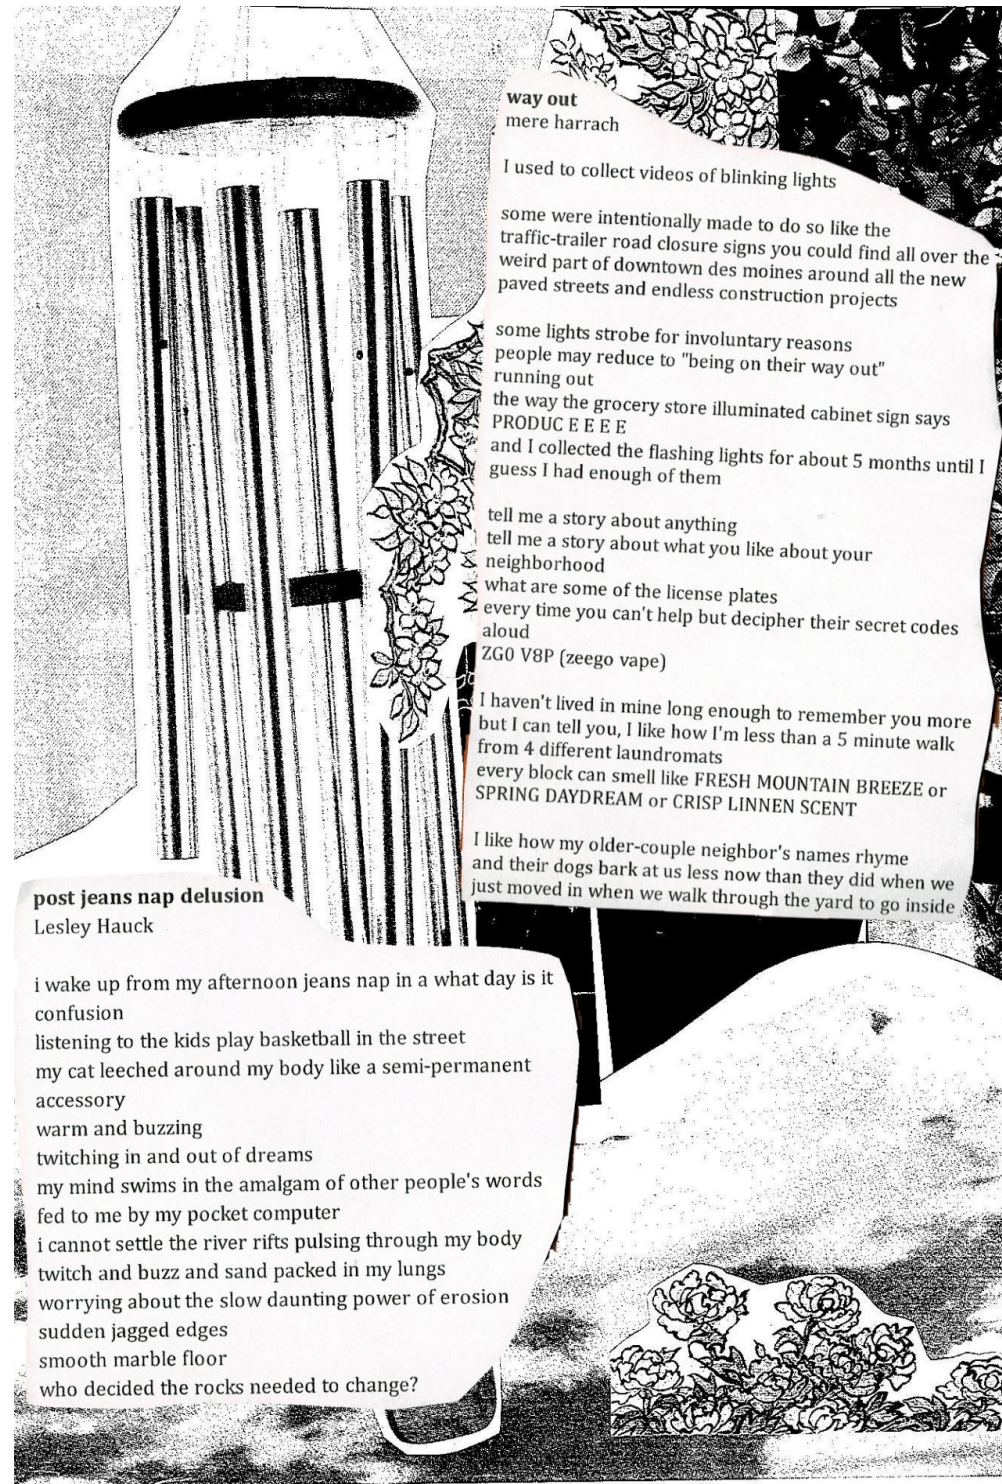 way out
mere harrach
I used to collect videos of blinking lights
some were intentionally made to do so like the
traffic-trailer road closure signs you could find all over the
weird part of downtown des moines around all the new
paved streets and endless construction projects
some lights strobe for involuntary reasons
people may reduce to "being on their way out"
running out
the way the grocery store illuminated cabinet sign says
PRODUC E E E E
and I collected the flashing lights for about 5 months until I
guess I had enough of them
tell me a story about anything
tell me a story about what you like about your
neighborhood
what are some of the license plates
every time you can't help but decipher their secret codes
aloud
ZG0 V8P (zeego vape)
I haven't lived in mine long enough to remember you more
but I can tell you, I like how I'm less than a 5 minute walk
from 4 different laundromats
every block can smell like FRESH MOUNTAIN BREEZE or
SPRING DAYDREAM or CRISP LINNEN SCENT
I like how my older-couple neighbor's names rhyme
and their dogs bark at us less now than they did when we
just moved in when we walk through the yard to go inside
post jeans nap delusion
Lesley Hauck
i wake up from my afternoon jeans nap in a what day is it
confusion
listening to the kids play basketball in the street
my cat leeched around my body like a semi-permanent
accessory
warm and buzzing
twitching in and out of dreams
my mind swims in the amalgam of other people's words
fed to me by my pocket computer
i cannot settle the river rifts pulsing through my body
twitch and buzz and sand packed in my lungs
worrying about the slow daunting power of erosion
sudden jagged edges
smooth marble floor
who decided the rocks needed to change?